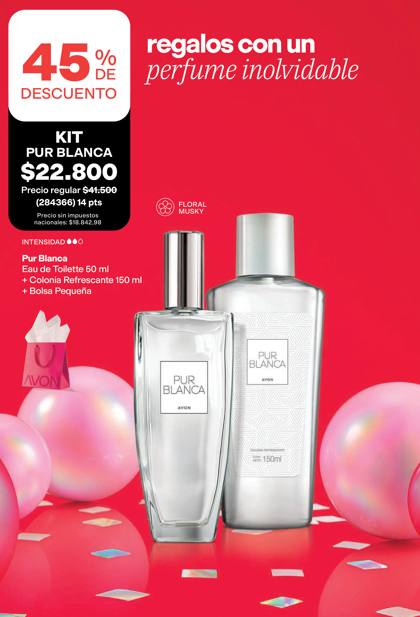 45%
DE
DESCUENTO
regalos con un
perfume inolvidable
KIT
PUR BLANCA
$22.800
Precio regular $41.500
(284366) 14 pts
Precio sin impuestos
nacionales: $18.842,98
FLORAL
MUSKY
INTENSIDAD
Pur Blanca
Eau de Toilette 50 ml
+ Colonia Refrescante 150 ml
+ Bolsa Pequeña
AVON
PUR
BLANCA
AVON
PUR
BLANCA
AVON
COLONIA REFRESCANTE
150ml